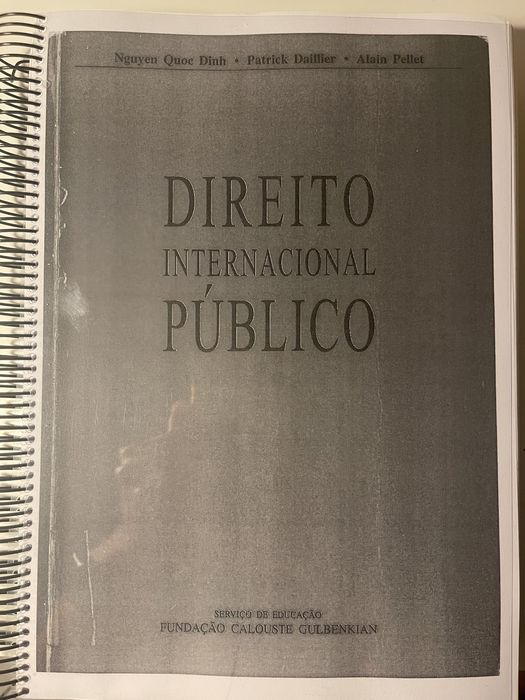 Nguyen Quoc Dinh • Patrick Daillier • Alain Pellet
DIREITO
INTERNACIONAL
PÚBLICO
SERVIÇO DE EDUCAÇÃO
FUNDAÇÃO CALOUSTE GULBENKIAN